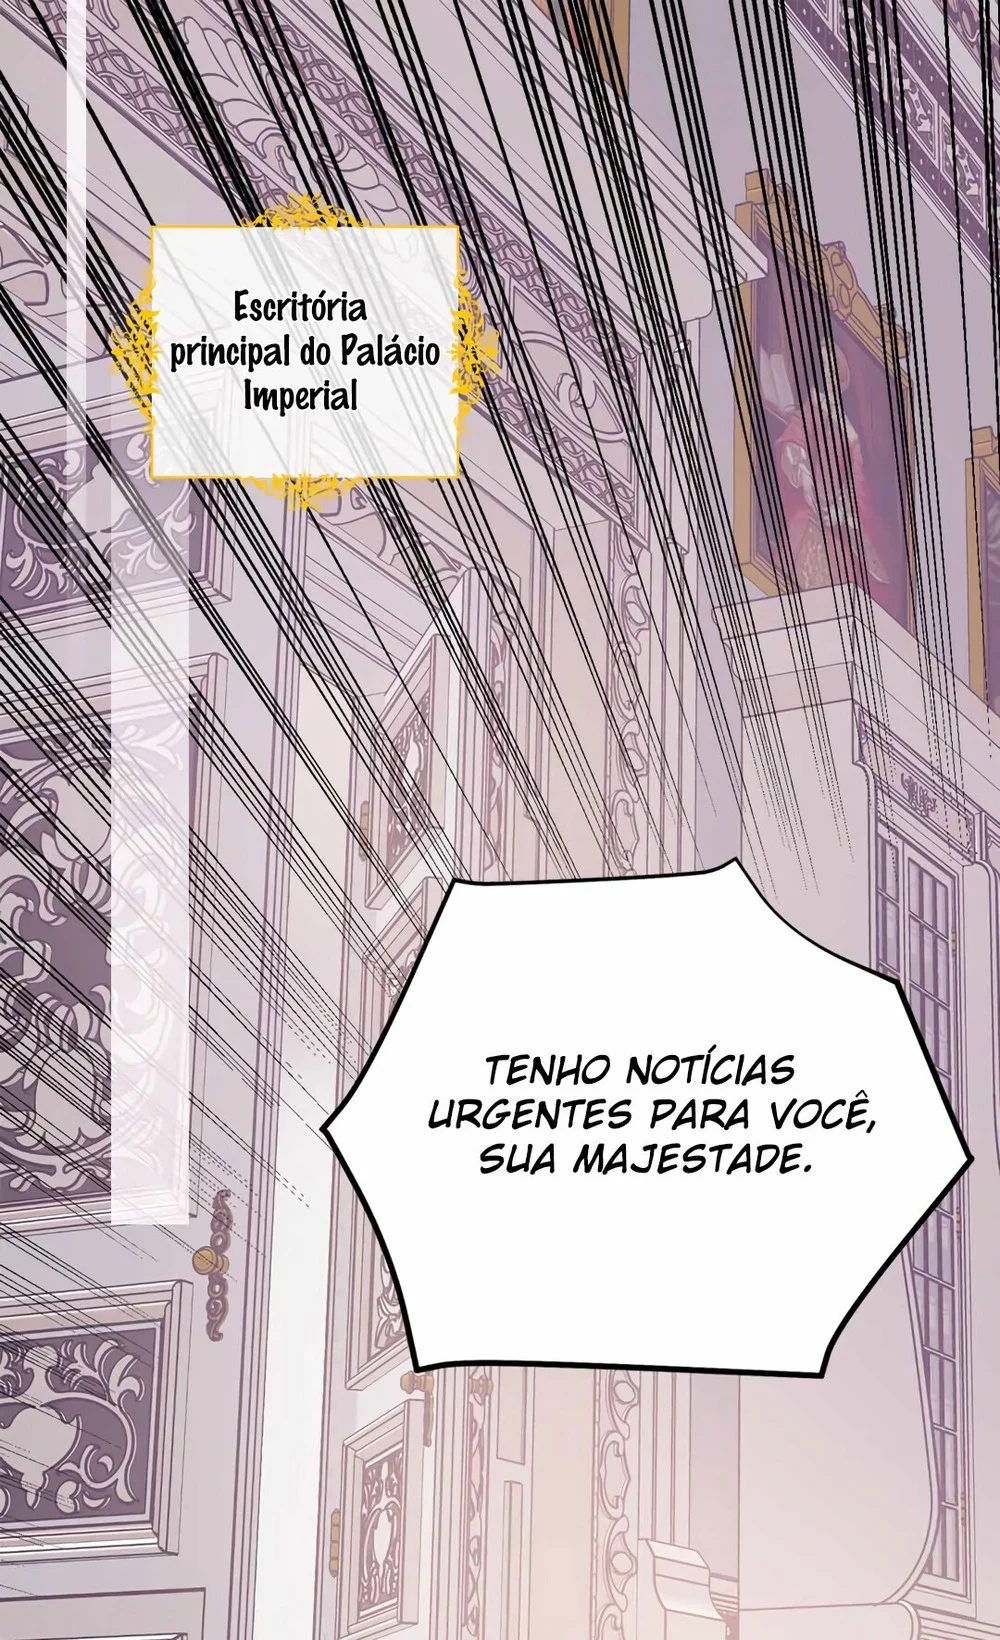 Escritória
principal do Palácio
Imperial
TENHO NOTÍCIAS
URGENTES PARA VOCÊ,
SUA MAJESTADE.